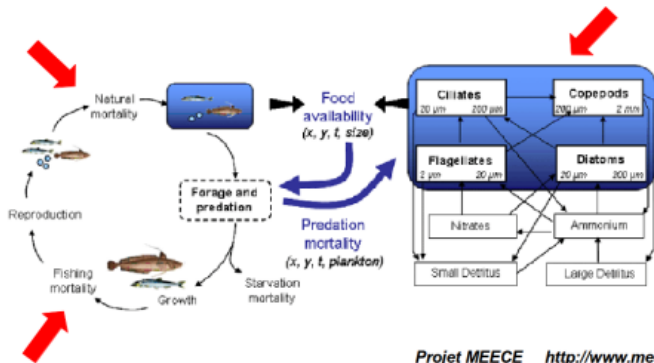 Natural
mortality
Food
availability
(x, y, t, size)
Ciliates
20 µm 200 µm
Copepods
200 µm 2 mm
Flagellates
2 µm 20 µm
Diatoms
20 µm 200 µm
Forage and
predation
Reproduction
Predation
mortality
(x, y, t, plankton)
Nitrates
Ammonium
Small Detritus
Large Detritus
Fishing
mortality
Growth
Starvation
mortality
Projet MEECE http://www.me